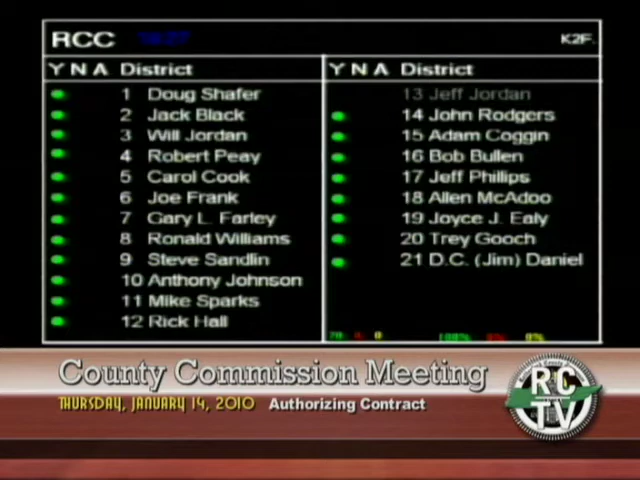 RCC
K2F
Y N A District
1 Doug Shafer
2 Jack Black
3 Will Jordan
4 Robert Peay
5 Carol Cook
6 Joe Frank
7 Gary L. Farley
8 Ronald Williams
9 Steve Sandlin
10 Anthony Johnson
11 Mike Sparks
12 Rick Hall
Y N A District
13 Jeff Jordan
14 John Rodgers
15 Adam Coggin
16 Bob Bullen
17 Jeff Phillips
18 Allen McAdoo
19 Joyce J. Ealy
20 Trey Gooch
21 D.C. (Jim) Daniel
County Commission Meeting
THURSDAY, JANUARY 14, 2010 Authorizing Contract
RC
TV